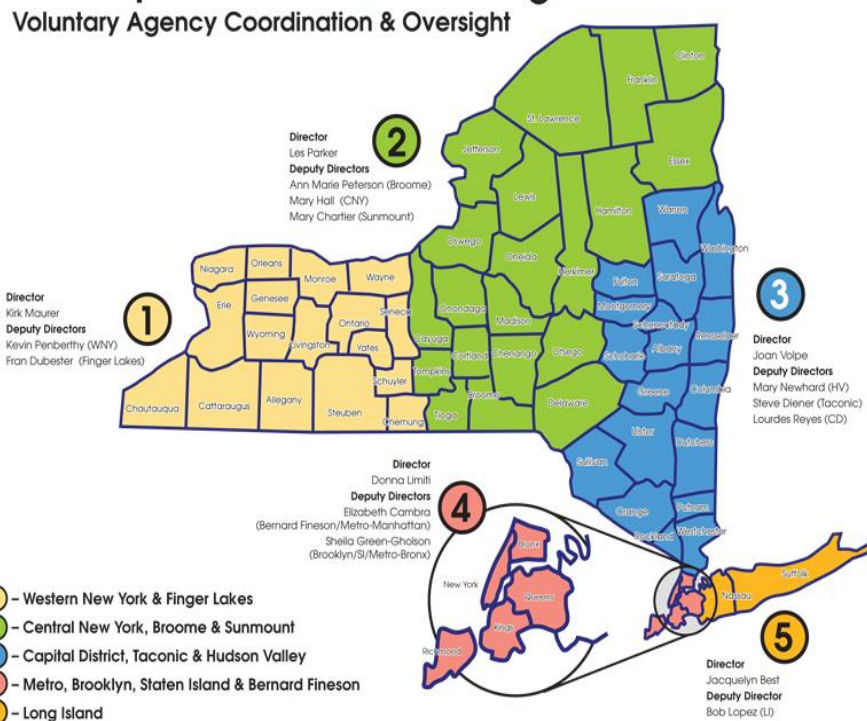 Voluntary Agency Coordination & Oversight
Director
Les Parker
Deputy Directors
Ann Marie Peterson (Broome)
Mary Hall (CNY)
Mary Chartier (Sunmount)
2
Clinton
Franklin
St. Lawrence
Essex
Jefferson
Lewis
Hamilton
Warren
Washington
Oswego
Oneida
Herkimer
Fulton
Saratoga
Montgomery
Niagara
Orleans
Monroe
Wayne
Erie
Genesee
Ontario
Seneca
Wyoming
Livingston
Yates
Schuyler
Chautauqua
Cattaraugus
Allegany
Steuben
Chemung
Cayuga
Onondaga
Madison
Cortland
Chenango
Otsego
Tompkins
Tioga
Broome
Delaware
Schenectady
Rensselaer
Schoharie
Albany
Greene
Columbia
Ulster
Dutchess
Sullivan
Orange
Putnam
Rockland
Westchester
Director
Kirk Maurer
Deputy Directors
Kevin Penberthy (WNY)
Fran Dubester (Finger Lakes)
1
3
Director
Joan Volpe
Deputy Directors
Mary Newhard (HV)
Steve Diener (Taconic)
Lourdes Reyes (CD)
Director
Donna Limiti
Deputy Directors
Elizabeth Cambra
(Bernard Fineson/Metro-Manhattan)
Sheila Green-Gholson
(Brooklyn/SI/Metro-Bronx)
4
Bronx
New York
Queens
Kings
Richmond
Nassau
Suffolk
5
Director
Jacquelyn Best
Deputy Director
Bob Lopez (LI)
– Western New York & Finger Lakes
– Central New York, Broome & Sunmount
– Capital District, Taconic & Hudson Valley
– Metro, Brooklyn, Staten Island & Bernard Fineson
– Long Island